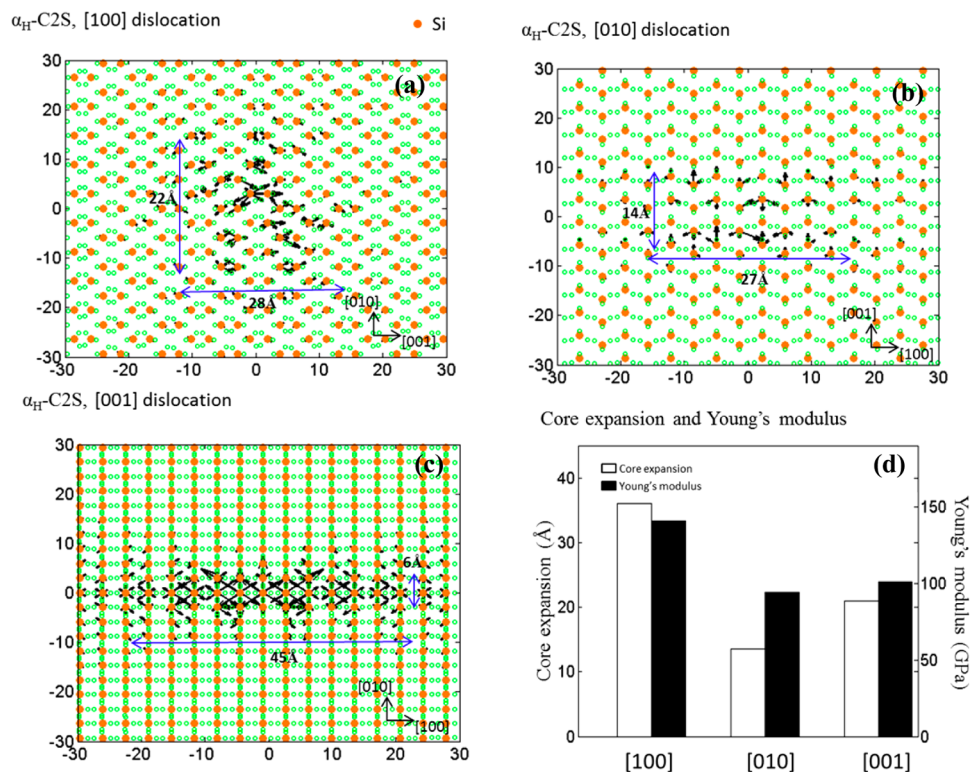 α_H-C2S, [100] dislocation
Si
(a)
30
20
10
0
-10
-20
-30
22Å
28Å
[010]
[001]
-30 -20 -10 0 10 20 30
α_H-C2S, [010] dislocation
(b)
30
20
10
0
-10
-20
-30
14Å
27Å
[001]
[100]
-30 -20 -10 0 10 20 30
α_H-C2S, [001] dislocation
(c)
30
20
10
0
-10
-20
-30
6Å
45Å
[010]
[100]
-30 -20 -10 0 10 20 30
Core expansion and Young’s modulus
(d)
Core expansion
Young’s modulus
Core expansion (Å)
40
30
20
10
0
Young’s modulus (GPa)
150
100
50
0
[100] [010] [001]